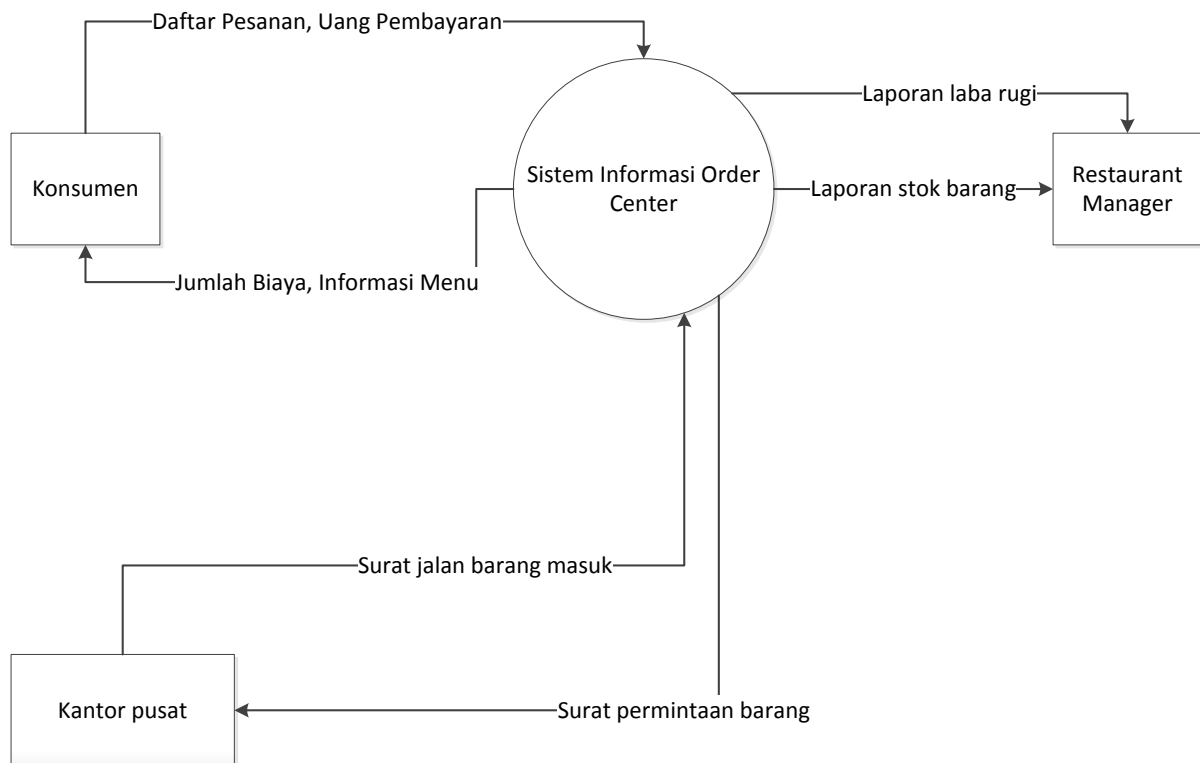 Daftar Pesanan, Uang Pembayaran
Laporan laba rugi
Konsumen
Sistem Informasi Order
Center
Laporan stok barang
Restaurant
Manager
Jumlah Biaya, Informasi Menu
Surat jalan barang masuk
Kantor pusat
Surat permintaan barang